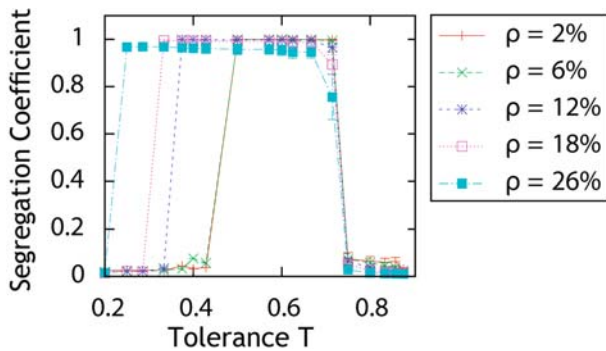 Segregation Coefficient
1
0.8
0.6
0.4
0.2
0
0.2 0.4 0.6 0.8
Tolerance T
ρ = 2%
ρ = 6%
ρ = 12%
ρ = 18%
ρ = 26%